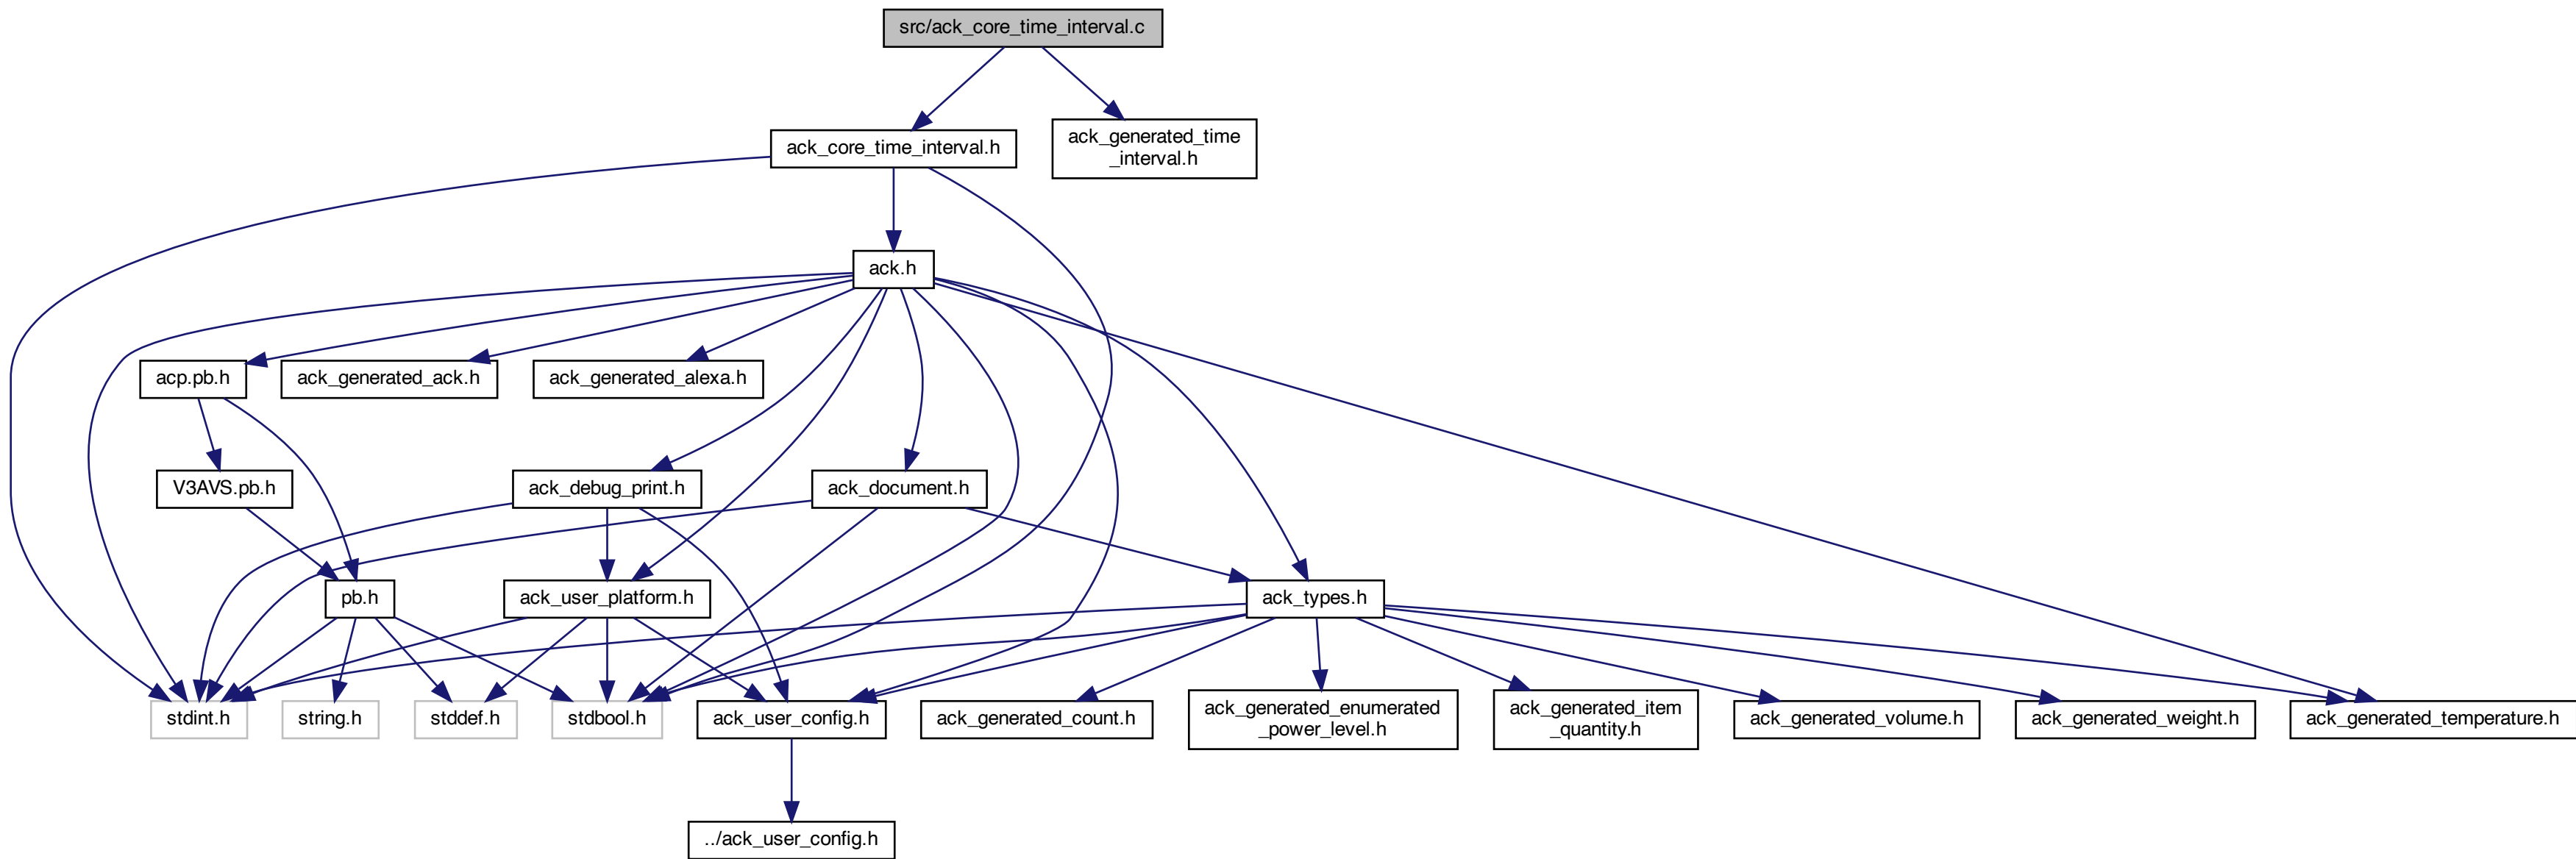 src/ack_core_time_interval.c
ack_core_time_interval.h
ack_generated_time
_interval.h
ack.h
acp.pb.h
ack_generated_ack.h
ack_generated_alexa.h
V3AVS.pb.h
ack_debug_print.h
ack_document.h
pb.h
ack_user_platform.h
ack_types.h
stdint.h
string.h
stddef.h
stdbool.h
ack_user_config.h
ack_generated_count.h
ack_generated_enumerated
_power_level.h
ack_generated_item
_quantity.h
ack_generated_volume.h
ack_generated_weight.h
ack_generated_temperature.h
../ack_user_config.h